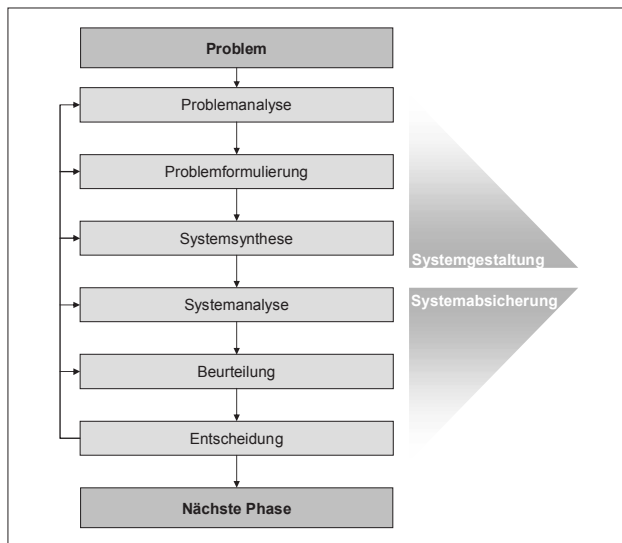 Problem
Problemanalyse
Problemformulierung
Systemsynthese
Systemgestaltung
Systemabsicherung
Systemanalyse
Beurteilung
Entscheidung
Nächste Phase